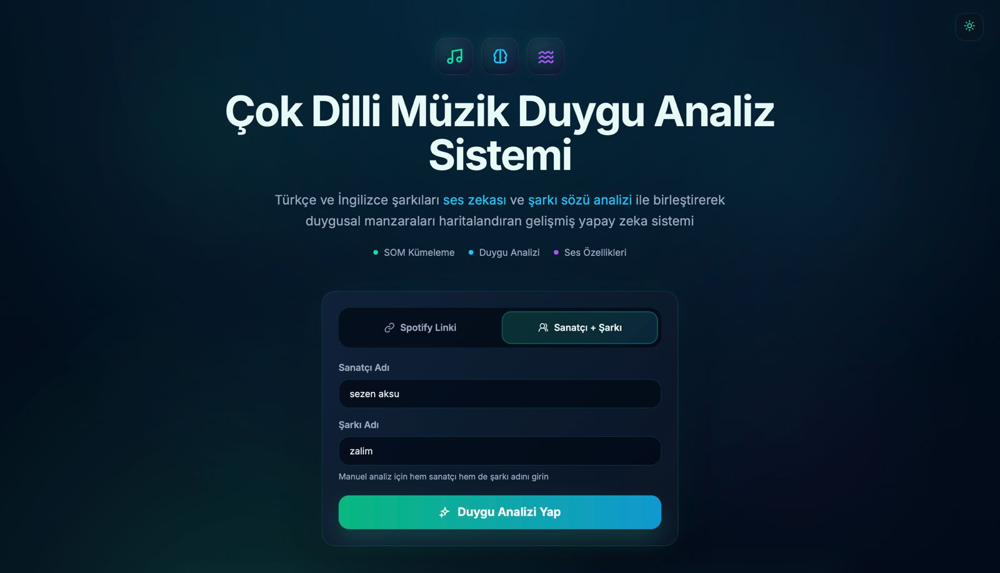 Çok Dilli Müzik Duygu Analiz
Sistemi
Türkçe ve İngilizce şarkıları ses zekası ve şarkı sözü analizi ile birleştirerek
duygusal manzaraları haritalandıran gelişmiş yapay zeka sistemi
SOM Kümeleme Duygu Analizi Ses Özellikleri
Spotify Linki Sanatçı + Şarkı
Sanatçı Adı
sezen aksu
Şarkı Adı
zalim
Manuel analiz için hem sanatçı hem de şarkı adını girin
Duygu Analizi Yap